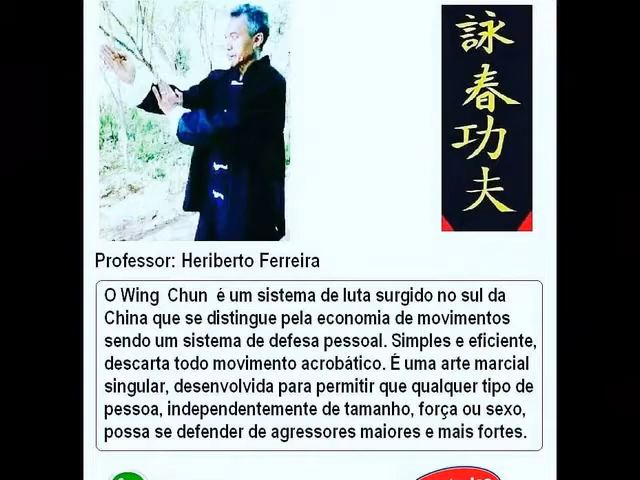 詠春功夫
Professor: Heriberto Ferreira
O Wing Chun é um sistema de luta surgido no sul da
China que se distingue pela economia de movimentos
sendo um sistema de defesa pessoal. Simples e eficiente,
descarta todo movimento acrobático. É uma arte marcial
singular, desenvolvida para permitir que qualquer tipo de
pessoa, independentemente de tamanho, força ou sexo,
possa se defender de agressores maiores e mais fortes.